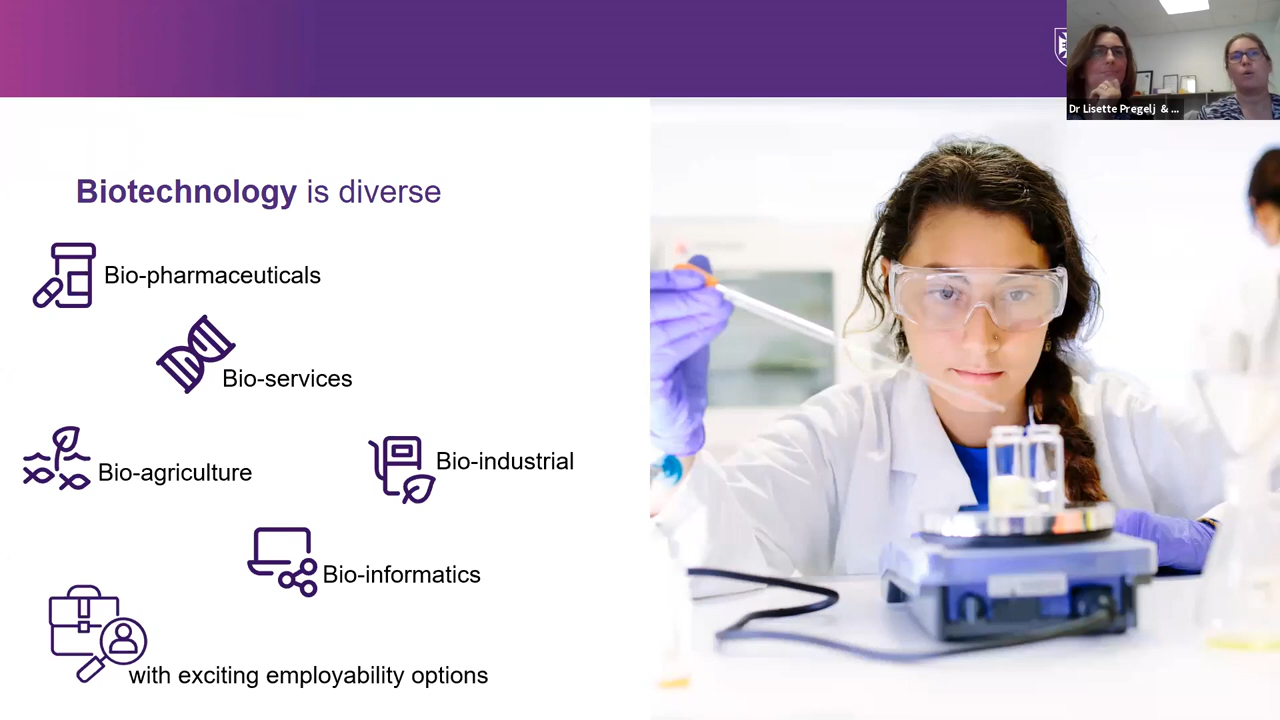 Dr Lisette Pregelj & ...
Biotechnology is diverse
Bio-pharmaceuticals
Bio-services
Bio-agriculture
Bio-industrial
Bio-informatics
with exciting employability options